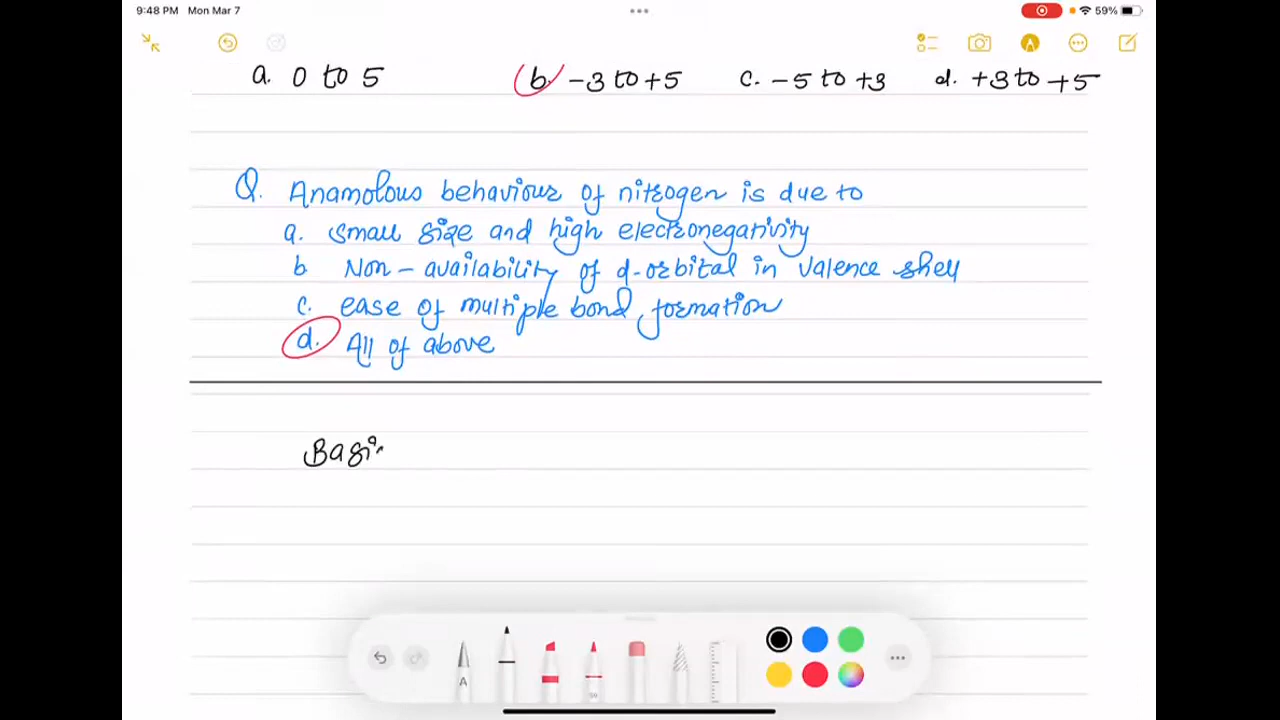 9:48 PM Mon Mar 7
59%
a. 0 to 5 b. -3 to +5 c. -5 to +3 d. +3 to +5
Q. Anamolous behaviour of nitrogen is due to
a. small size and high electronegativity
b Non-availability of d-orbital in valence shell
c. ease of multiple bond formation
d. All of above
Basi
A
50